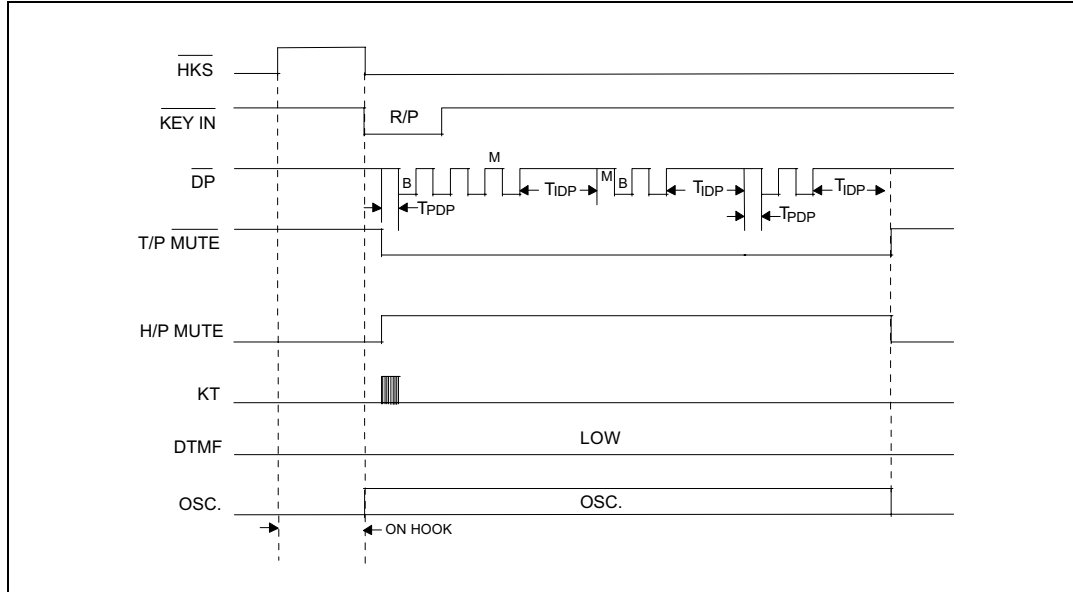 HKS
KEY IN
R/P
M
DP
B
TIDP
M
B
TIDP
TIDP
TPDP
TPDP
T/P MUTE
H/P MUTE
KT
DTMF
LOW
OSC.
OSC.
ON HOOK